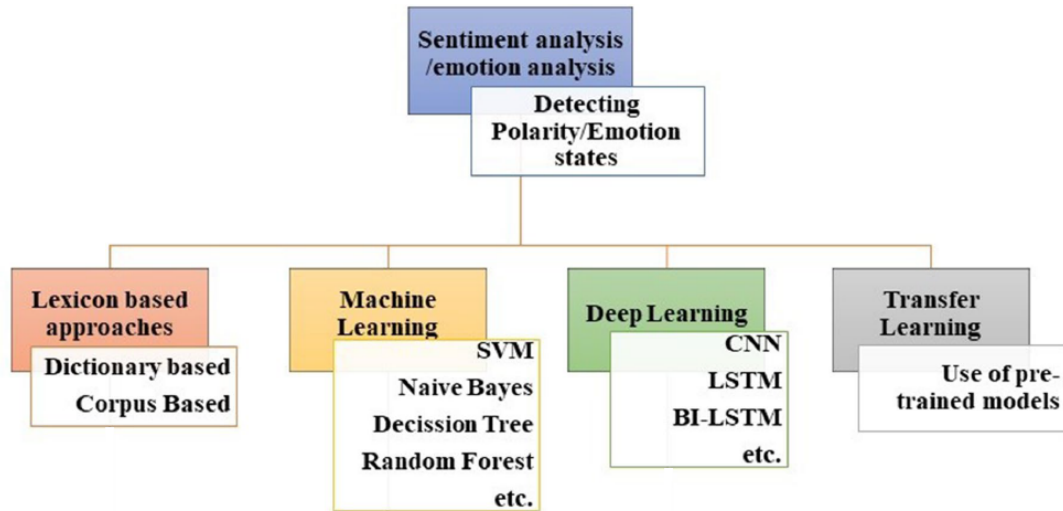 Sentiment analysis
/emotion analysis
Detecting
Polarity/Emotion
states
Lexicon based
approaches
Dictionary based
Corpus Based
Machine
Learning
SVM
Naive Bayes
Decission Tree
Random Forest
etc.
Deep Learning
CNN
LSTM
BI-LSTM
etc.
Transfer
Learning
Use of pre-
trained models